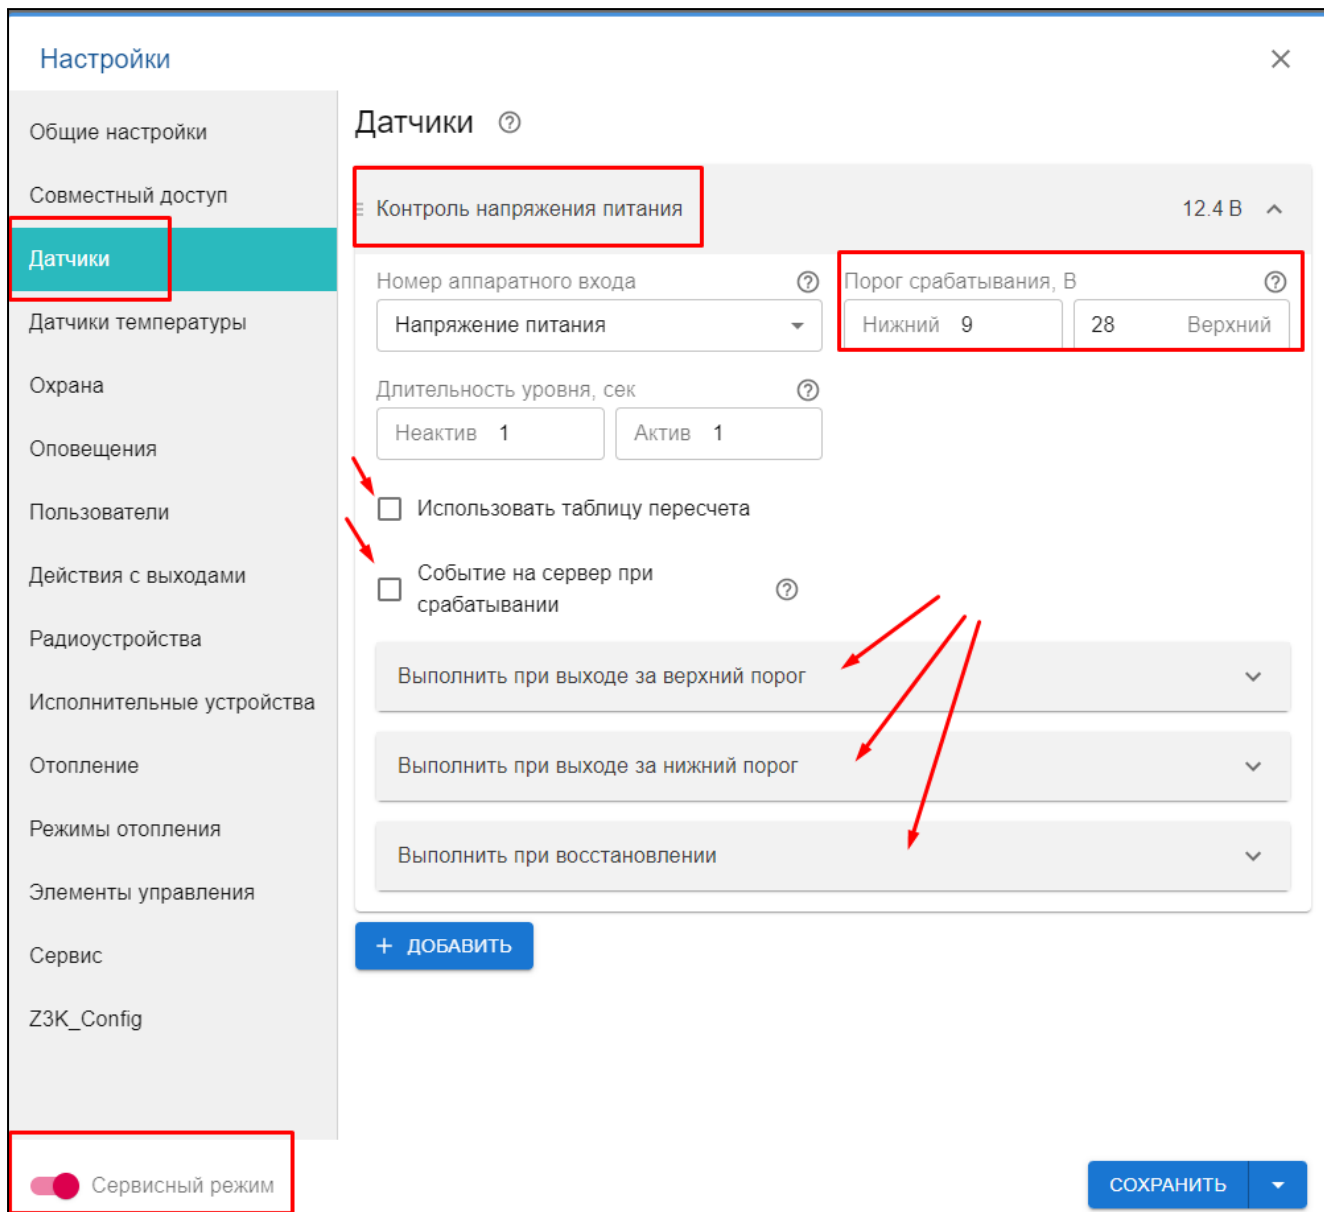 Настройки
Общие настройки
Совместный доступ
Датчики
Датчики температуры
Охрана
Оповещения
Пользователи
Действия с выходами
Радиоустройства
Исполнительные устройства
Отопление
Режимы отопления
Элементы управления
Сервис
Z3K_Config
Сервисный режим
Датчики
Контроль напряжения питания 12.4 В
Номер аппаратного входа
Напряжение питания
Порог срабатывания, В
Нижний 9
28 Верхний
Длительность уровня, сек
Неактив 1
Актив 1
Использовать таблицу пересчета
Событие на сервер при
срабатывании
Выполнить при выходе за верхний порог
Выполнить при выходе за нижний порог
Выполнить при восстановлении
+ ДОБАВИТЬ
СОХРАНИТЬ